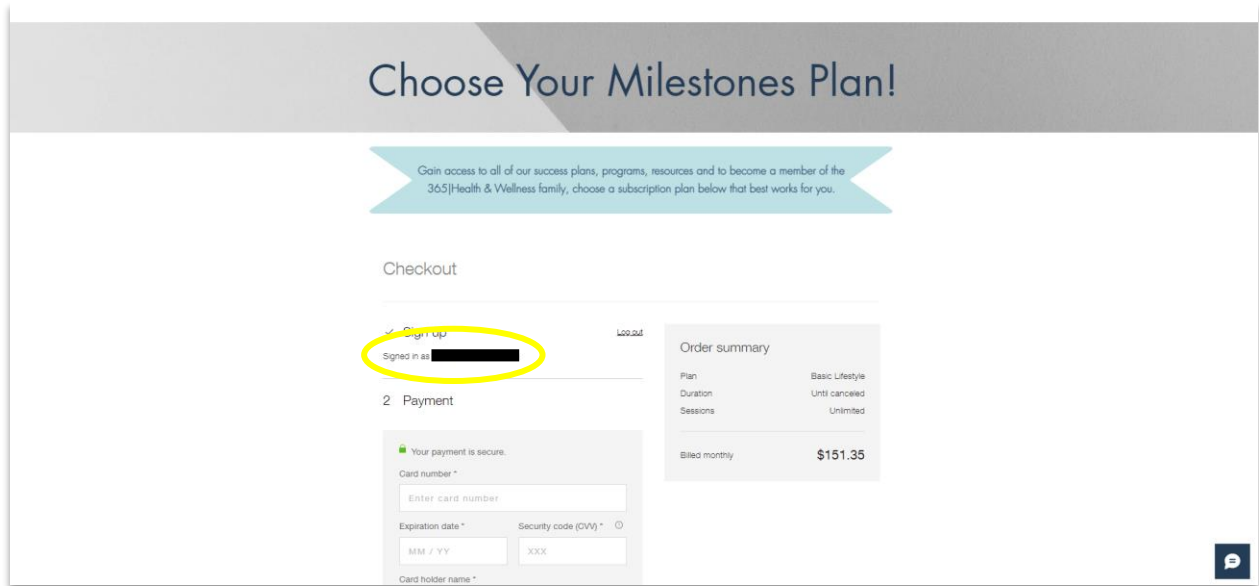 Choose Your Milestones Plan!
Gain access to all of our success plans, programs, resources and to become a member of the
365|Health & Wellness family, choose a subscription plan below that best works for you.
Checkout
Sign up
Log out
Signed in as
2 Payment
Your payment is secure.
Card number *
Enter card number
Expiration date * Security code (CVV) *
MM / YY XXX
Card holder name *
Order summary
Plan Basic Lifestyle
Duration Until canceled
Sessions Unlimited
Billed monthly $151.35